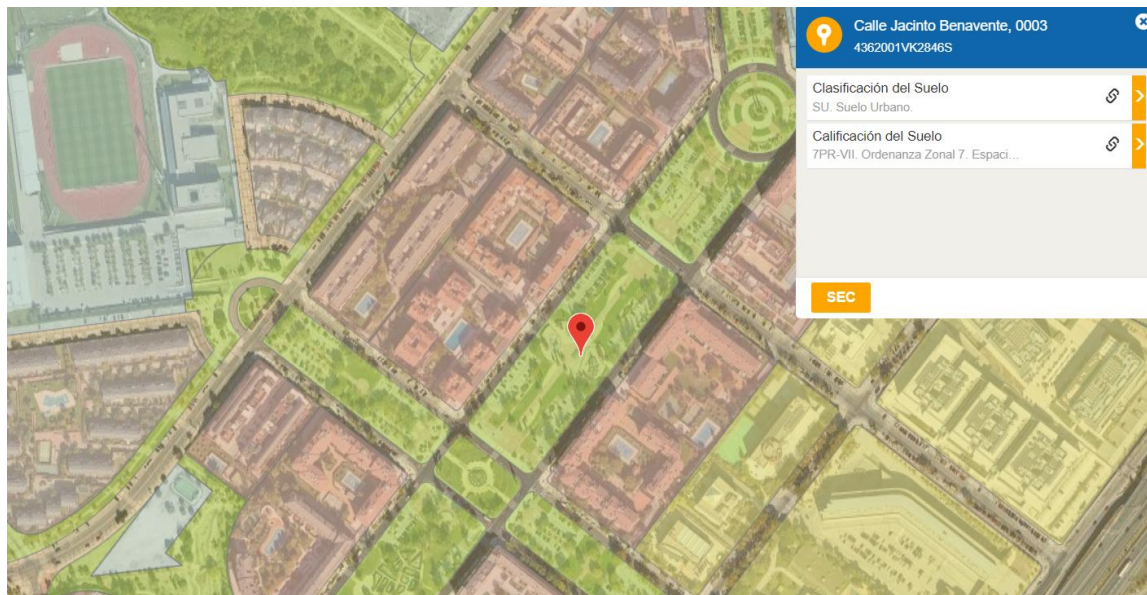 Calle Jacinto Benavente, 0003
4362001VK2846S
Clasificación del Suelo
SU. Suelo Urbano.
Calificación del Suelo
7PR-VII. Ordenanza Zonal 7. Espaci...
SEC